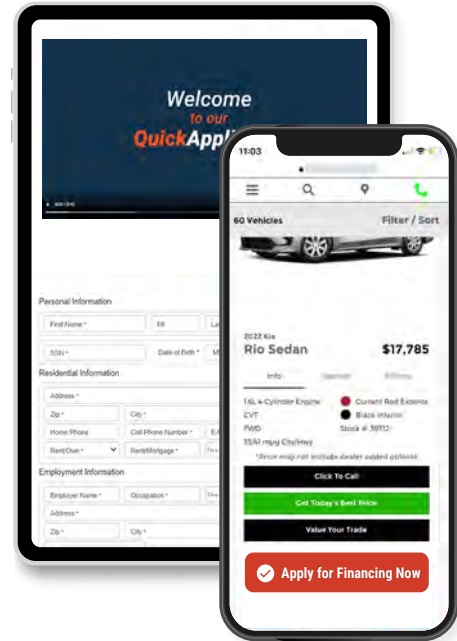 Welcome
to our
QuickAppli
Personal Information
First Name *
MI
La
SSN *
Date of Birth *
M
Residential Information
Address *
Zip *
City *
Home Phone
Cell Phone Number *
E-M
Rent/Own *
Rent/Mortgage *
Employment Information
Employer Name *
Occupation *
Address *
Zip *
City *
11:03
60 Vehicles
Filter / Sort
2022 Kia
Rio Sedan
$17,785
Info
1.6L 4-Cylinder Engine
Currant Red Exterior
CVT
Black Interior
FWD
Stock # 38712
33/41 mpg City/Hwy
*Price may not include dealer added options
Click To Call
Get Today's Best Price
Value Your Trade
Apply for Financing Now